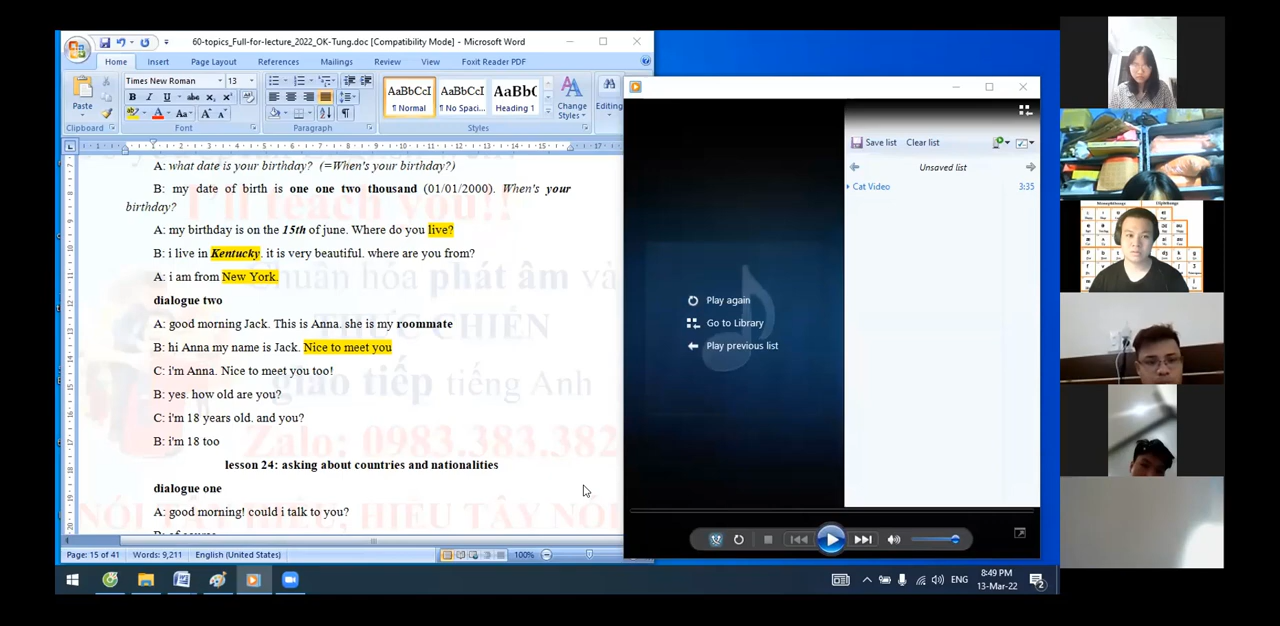 60-topics_Full-for-lecture_2022_OK-Tung.doc [Compatibility Mode] - Microsoft Word
Home Insert Page Layout References Mailings Review View Foxit Reader PDF
Times New Roman 13
AaBbCcI AaBbCcI AaBbC
Paste
¶ Normal ¶ No Spaci... Heading 1 Change Styles Editing
Clipboard Font Paragraph Styles
A: what date is your birthday? (=When's your birthday?)
B: my date of birth is one one two thousand (01/01/2000). When's your
birthday?
A: my birthday is on the 15th of june. Where do you live?
B: i live in Kentucky. it is very beautiful. where are you from?
A: i am from New York.
dialogue two
A: good morning Jack. This is Anna. she is my roommate
B: hi Anna my name is Jack. Nice to meet you
C: i'm Anna. Nice to meet you too!
B: yes. how old are you?
C: i'm 18 years old. and you?
B: i'm 18 too
lesson 24: asking about countries and nationalities
dialogue one
A: good morning! could i talk to you?
I'll teach you!
Chuẩn hóa phát âm và
THỰC CHIẾN
giao tiếp tiếng Anh
Zalo: 0983.383.382
Page: 15 of 41 Words: 9,211 English (United States) 100%
Save list Clear list
Unsaved list
Cat Video 3:35
Play again
Go to Library
Play previous list
ENG
8:49 PM
13-Mar-22
2